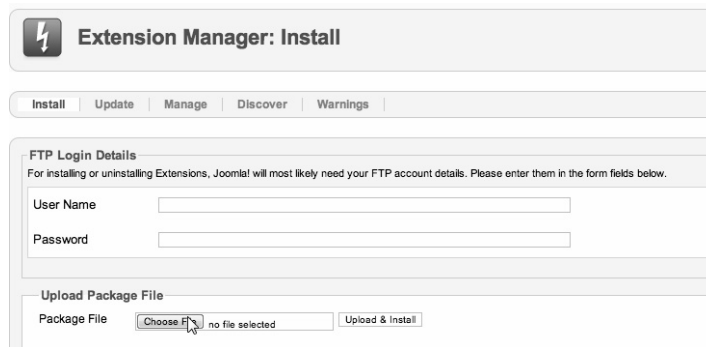 Extension Manager: Install
Install Update Manage Discover Warnings
FTP Login Details
For installing or uninstalling Extensions, Joomla! will most likely need your FTP account details. Please enter them in the form fields below.
User Name
Password
Upload Package File
Package File Choose no file selected Upload & Install